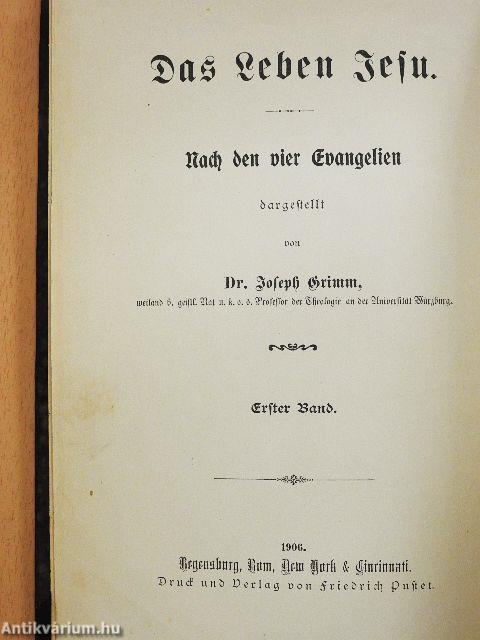 Das Leben Jesu.
Nach den vier Evangelien
dargestellt
von
Dr. Joseph Grimm,
weiland b. geistl. Rat u. k. o. ö. Professor der Theologie an der Universität Würzburg.
Erster Band.
1906.
Regensburg, Rom, New York & Cincinnati.
Druck und Verlag von Friedrich Pustet.
Antikvárium.hu